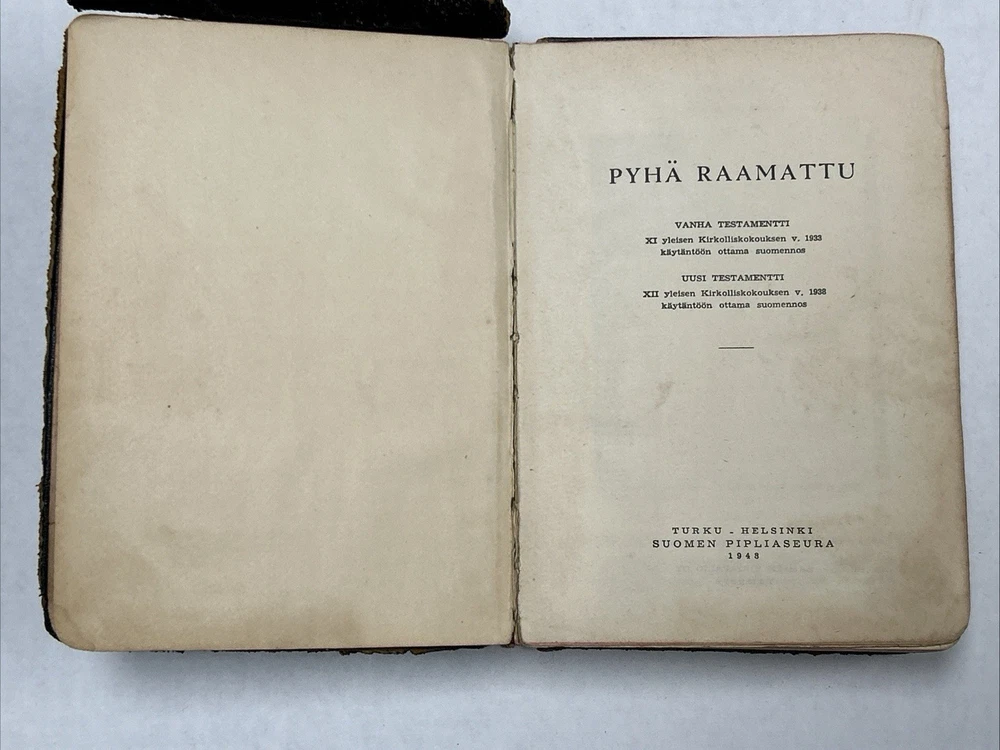 PYHÄ RAAMATTU
VANHA TESTAMENTTI
XI yleisen Kirkolliskokouksen v. 1933
käytäntöön ottama suomennos
UUSI TESTAMENTTI
XII yleisen Kirkolliskokouksen v. 1938
käytäntöön ottama suomennos
TURKU - HELSINKI
SUOMEN PIPLIASEURA
1948